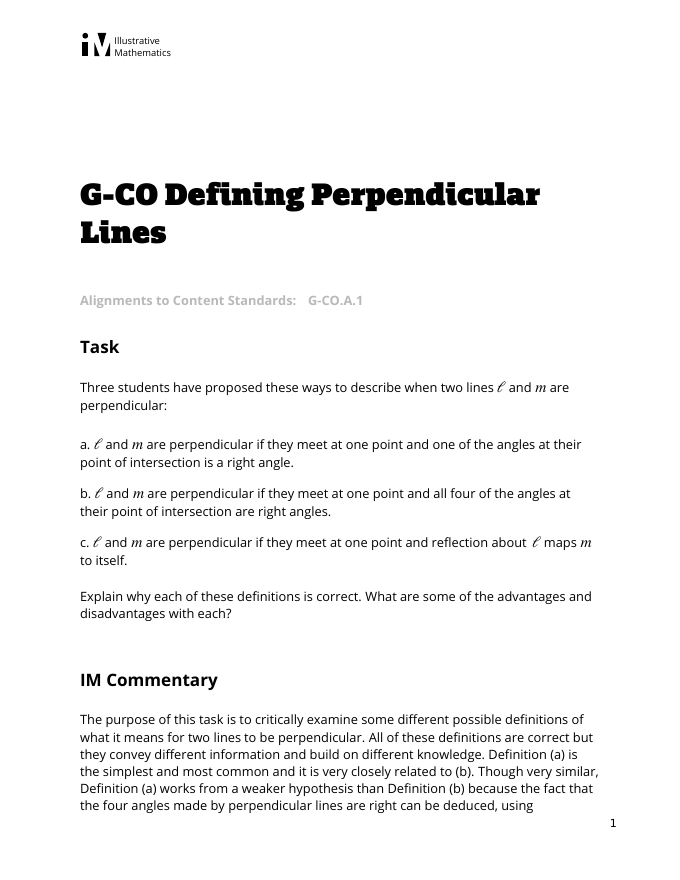 Illustrative
Mathematics
G-CO Defining Perpendicular
Lines
Alignments to Content Standards: G-CO.A.1
Task
Three students have proposed these ways to describe when two lines ℓ and m are
perpendicular:
a. ℓ and m are perpendicular if they meet at one point and one of the angles at their
point of intersection is a right angle.
b. ℓ and m are perpendicular if they meet at one point and all four of the angles at
their point of intersection are right angles.
c. ℓ and m are perpendicular if they meet at one point and reflection about ℓ maps m
to itself.
Explain why each of these definitions is correct. What are some of the advantages and
disadvantages with each?
IM Commentary
The purpose of this task is to critically examine some different possible definitions of
what it means for two lines to be perpendicular. All of these definitions are correct but
they convey different information and build on different knowledge. Definition (a) is
the simplest and most common and it is very closely related to (b). Though very similar,
Definition (a) works from a weaker hypothesis than Definition (b) because the fact that
the four angles made by perpendicular lines are right can be deduced, using
1